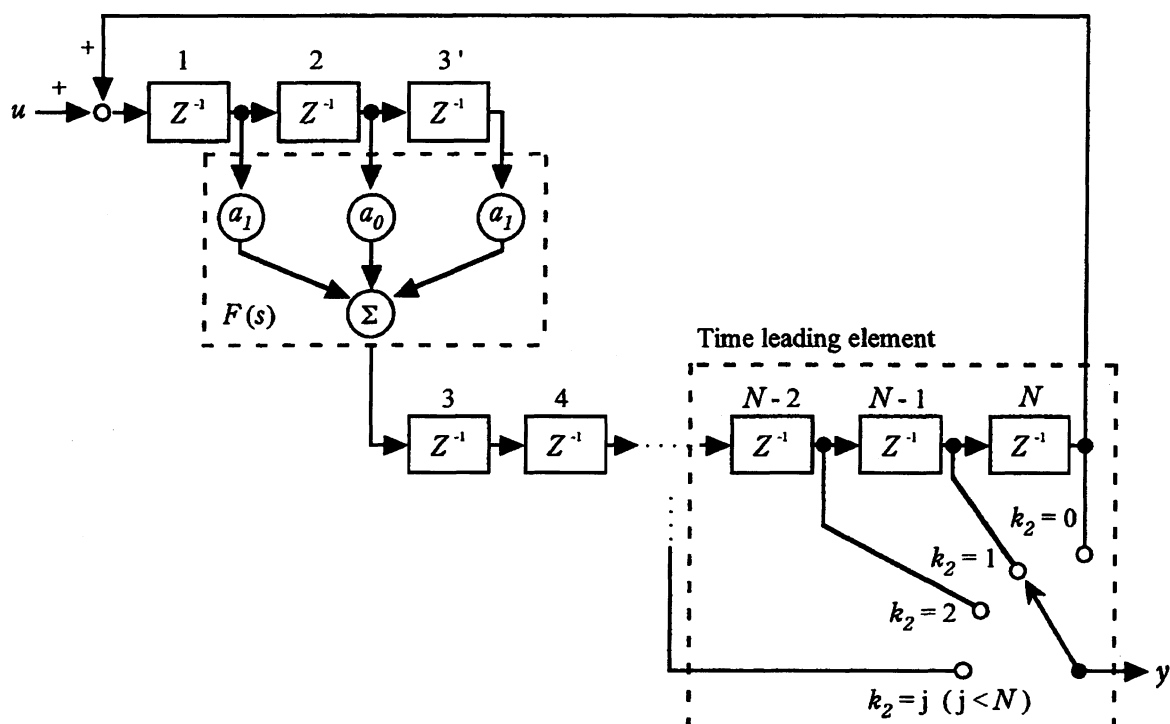 +
1 2 3'
u + Z⁻¹ Z⁻¹ Z⁻¹
a₁ a₀ a₁
F(s) Σ
Time leading element
3 4 N-2 N-1 N
Z⁻¹ Z⁻¹ ..... Z⁻¹ Z⁻¹ Z⁻¹
k₂=0
k₂=1
k₂=2
y
k₂=j (j<N)